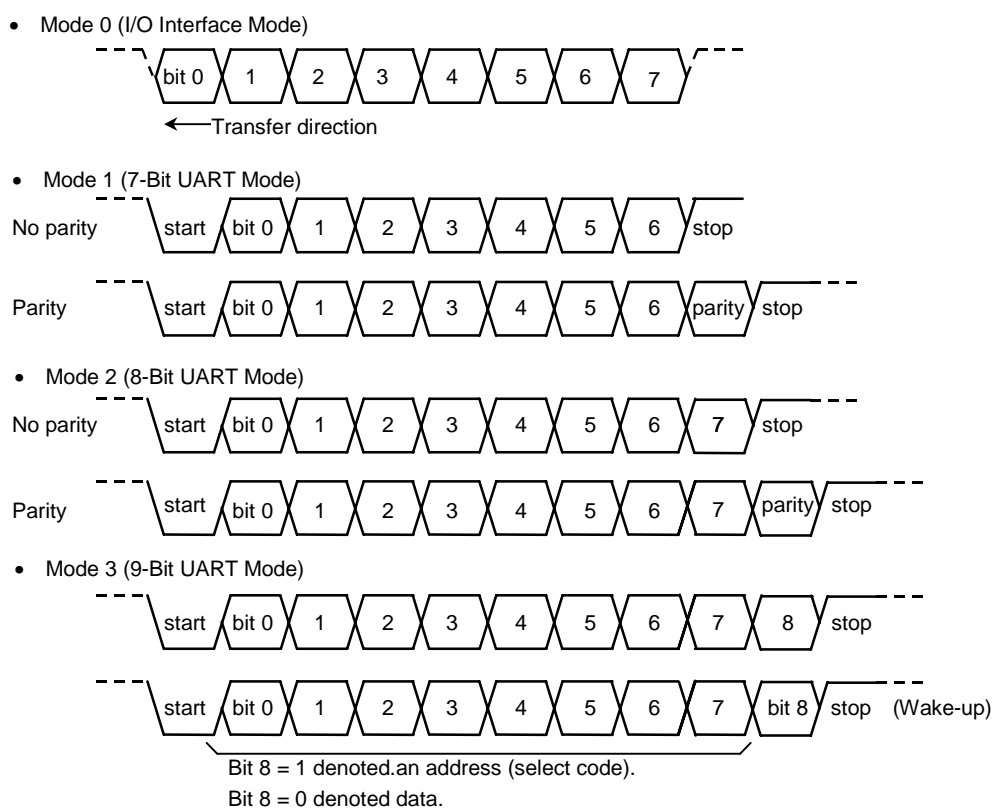 • Mode 0 (I/O Interface Mode)
bit 0 1 2 3 4 5 6 7
Transfer direction
• Mode 1 (7-Bit UART Mode)
No parity start bit 0 1 2 3 4 5 6 stop
Parity start bit 0 1 2 3 4 5 6 parity stop
• Mode 2 (8-Bit UART Mode)
No parity start bit 0 1 2 3 4 5 6 7 stop
Parity start bit 0 1 2 3 4 5 6 7 parity stop
• Mode 3 (9-Bit UART Mode)
start bit 0 1 2 3 4 5 6 7 8 stop
start bit 0 1 2 3 4 5 6 7 bit 8 stop (Wake-up)
Bit 8 = 1 denoted.an address (select code).
Bit 8 = 0 denoted data.